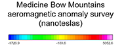 Medicine Bow Mountains
aeromagnetic anomaly survey
(nanoteslas)